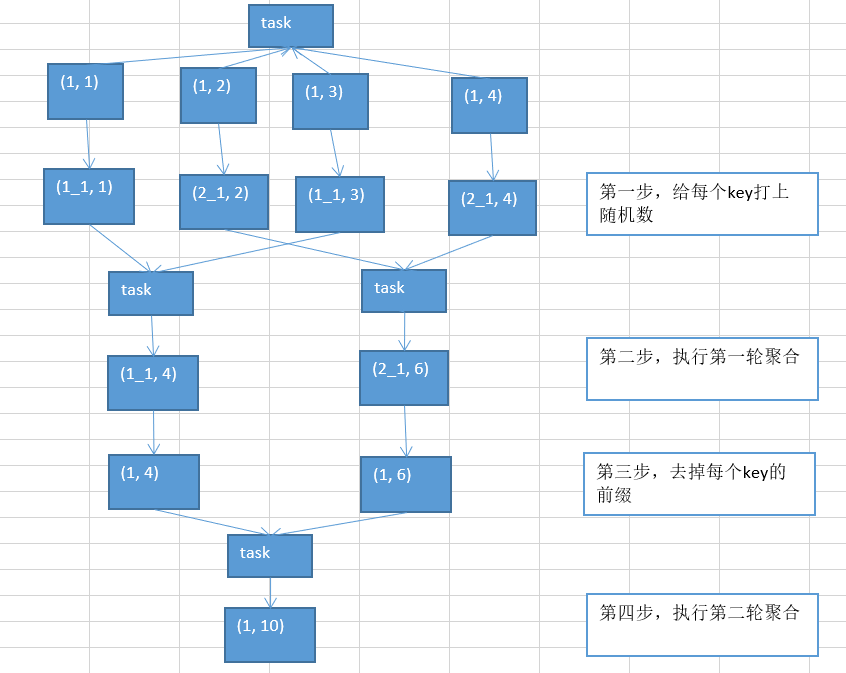 task
(1, 1)
(1, 2)
(1, 3)
(1, 4)
(1_1, 1)
(2_1, 2)
(1_1, 3)
(2_1, 4)
第一步，给每个key打上
随机数
task
task
(1_1, 4)
(2_1, 6)
第二步，执行第一轮聚合
(1, 4)
(1, 6)
第三步，去掉每个key的
前缀
task
(1, 10)
第四步，执行第二轮聚合